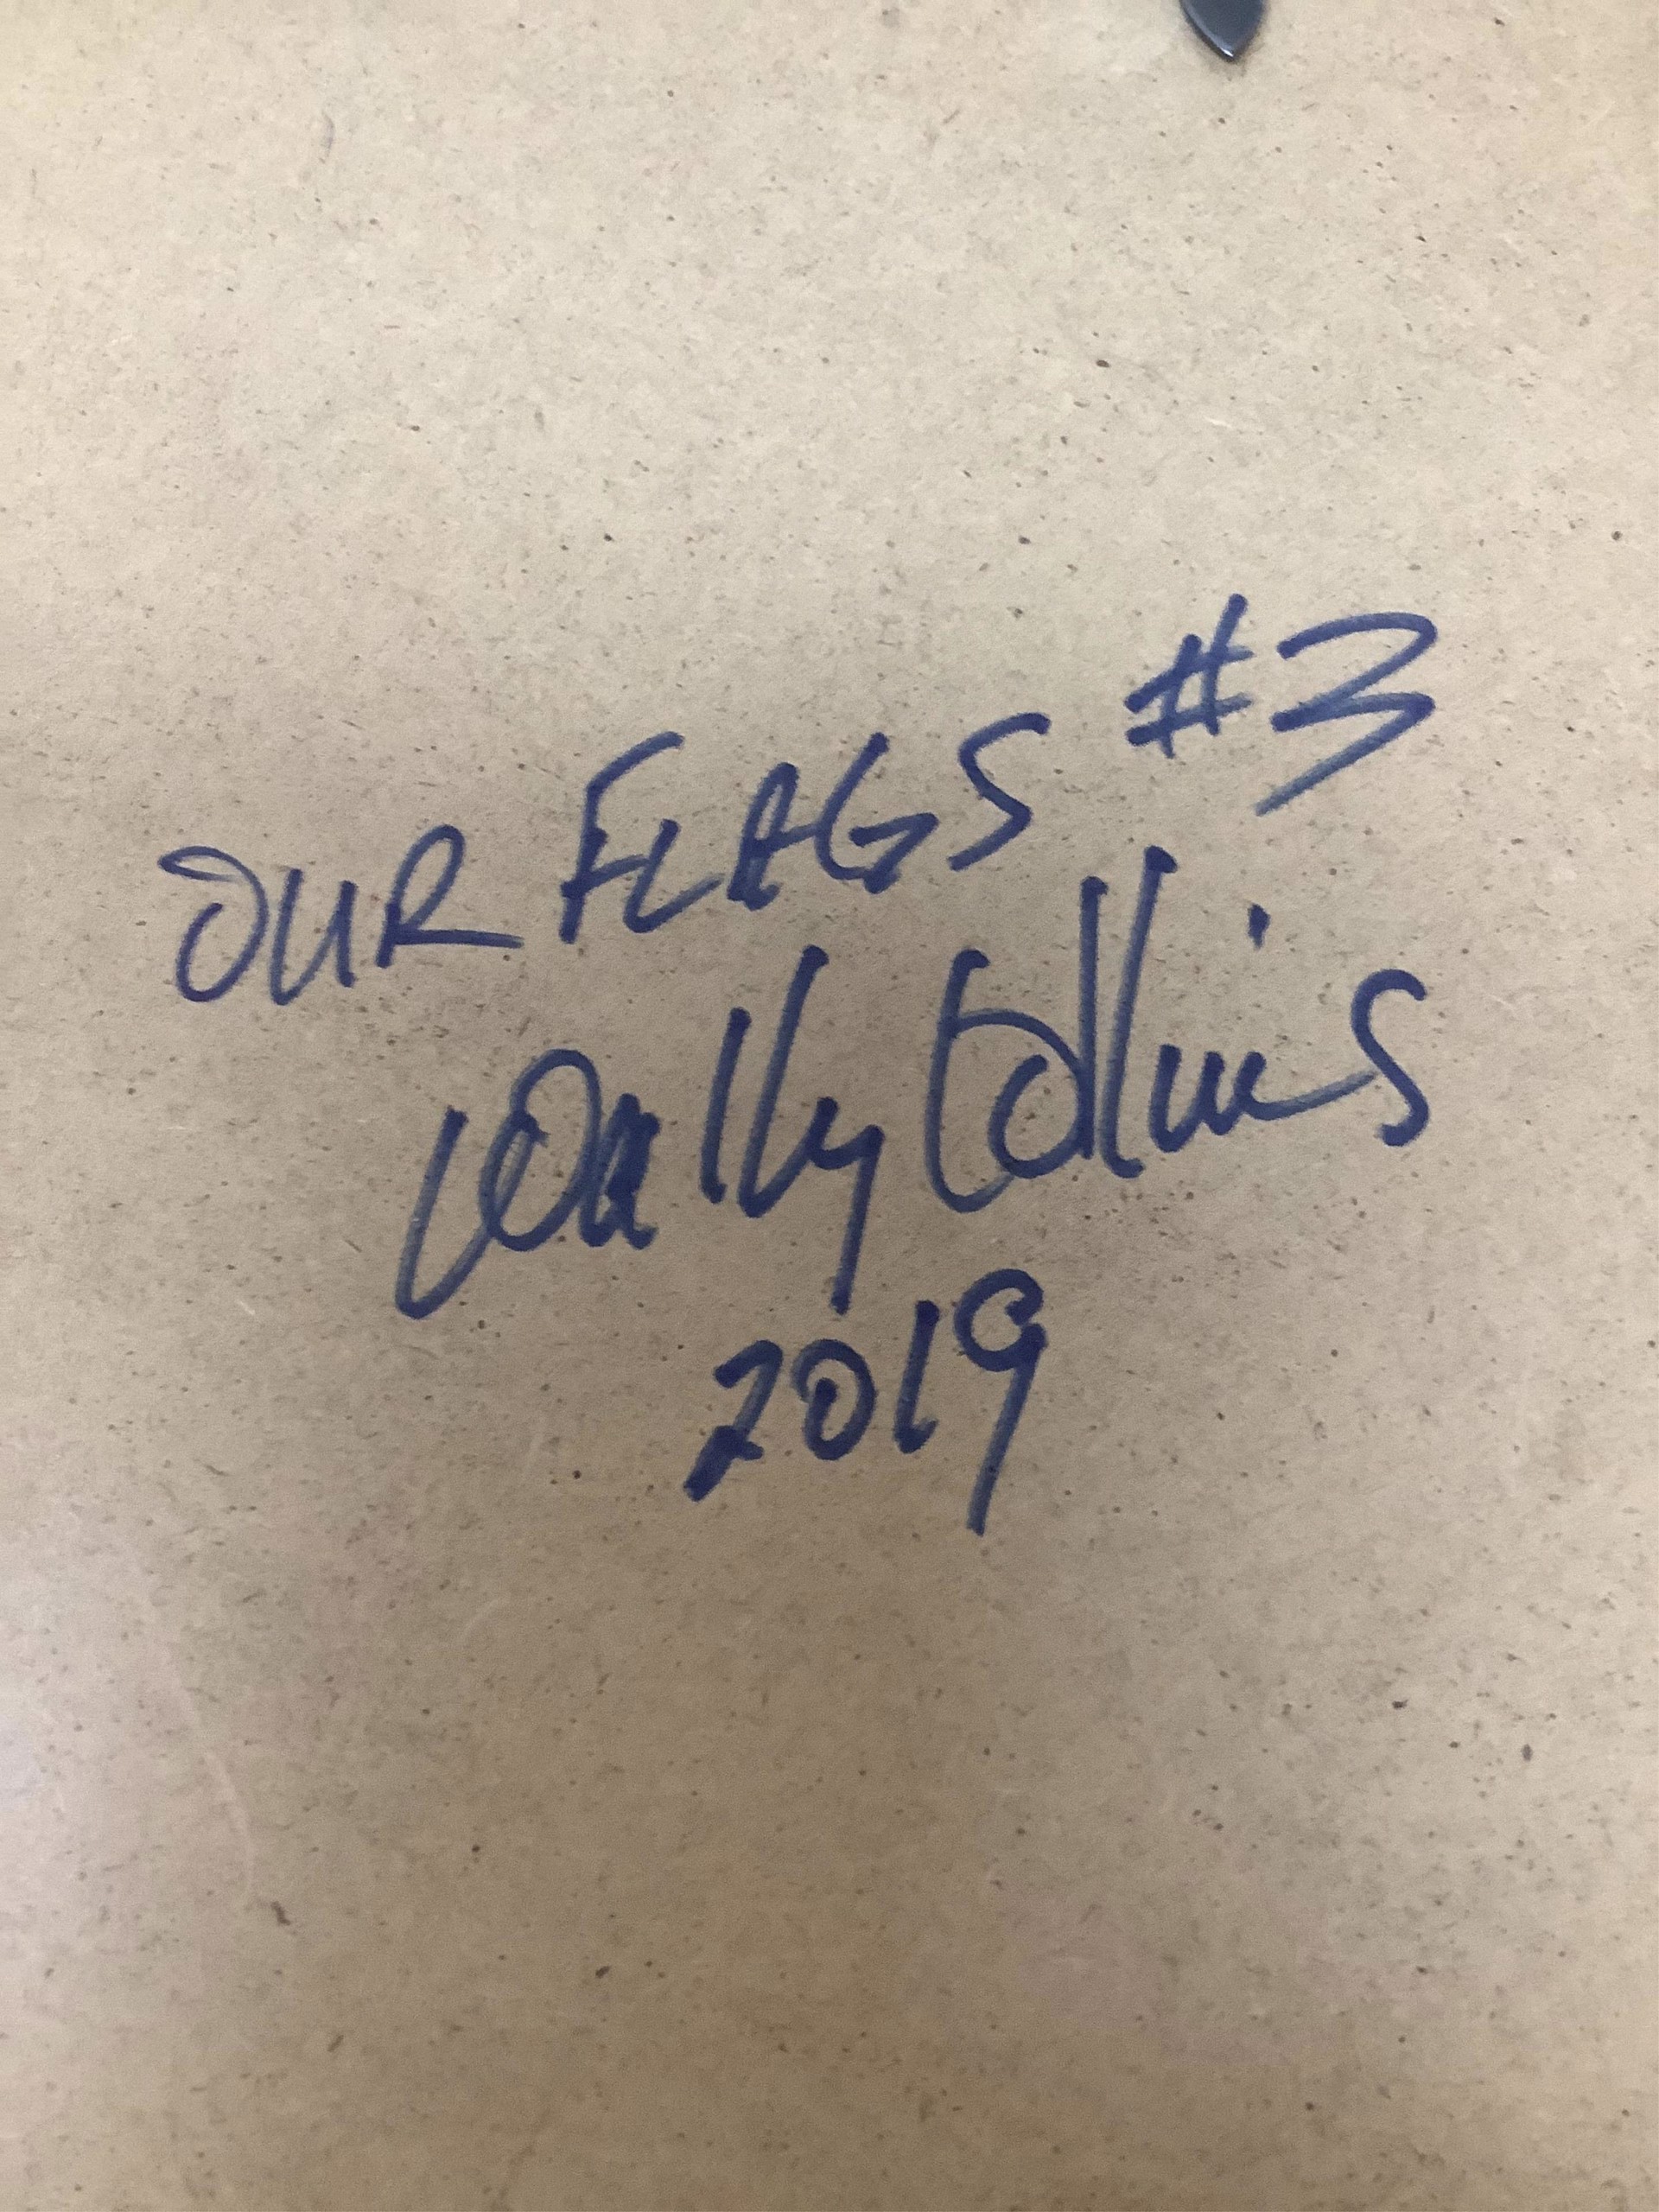 OUR FLAGS #3
Wally Collins
2019